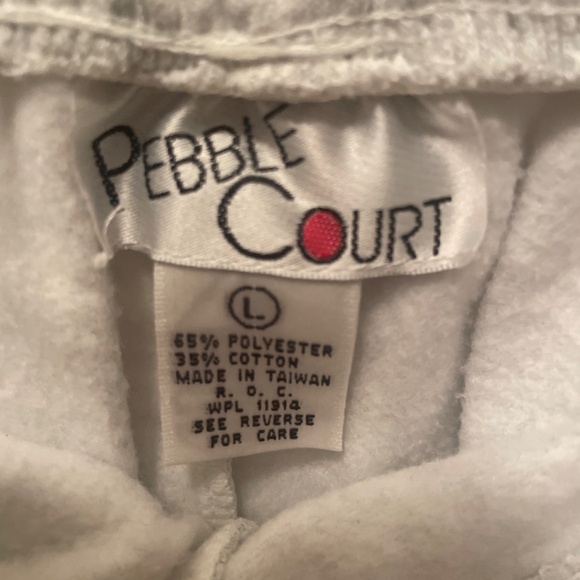 PEBBLE
COURT
L
65% POLYESTER
35% COTTON
MADE IN TAIWAN
R. O. C.
WPL 11914
SEE REVERSE
FOR CARE